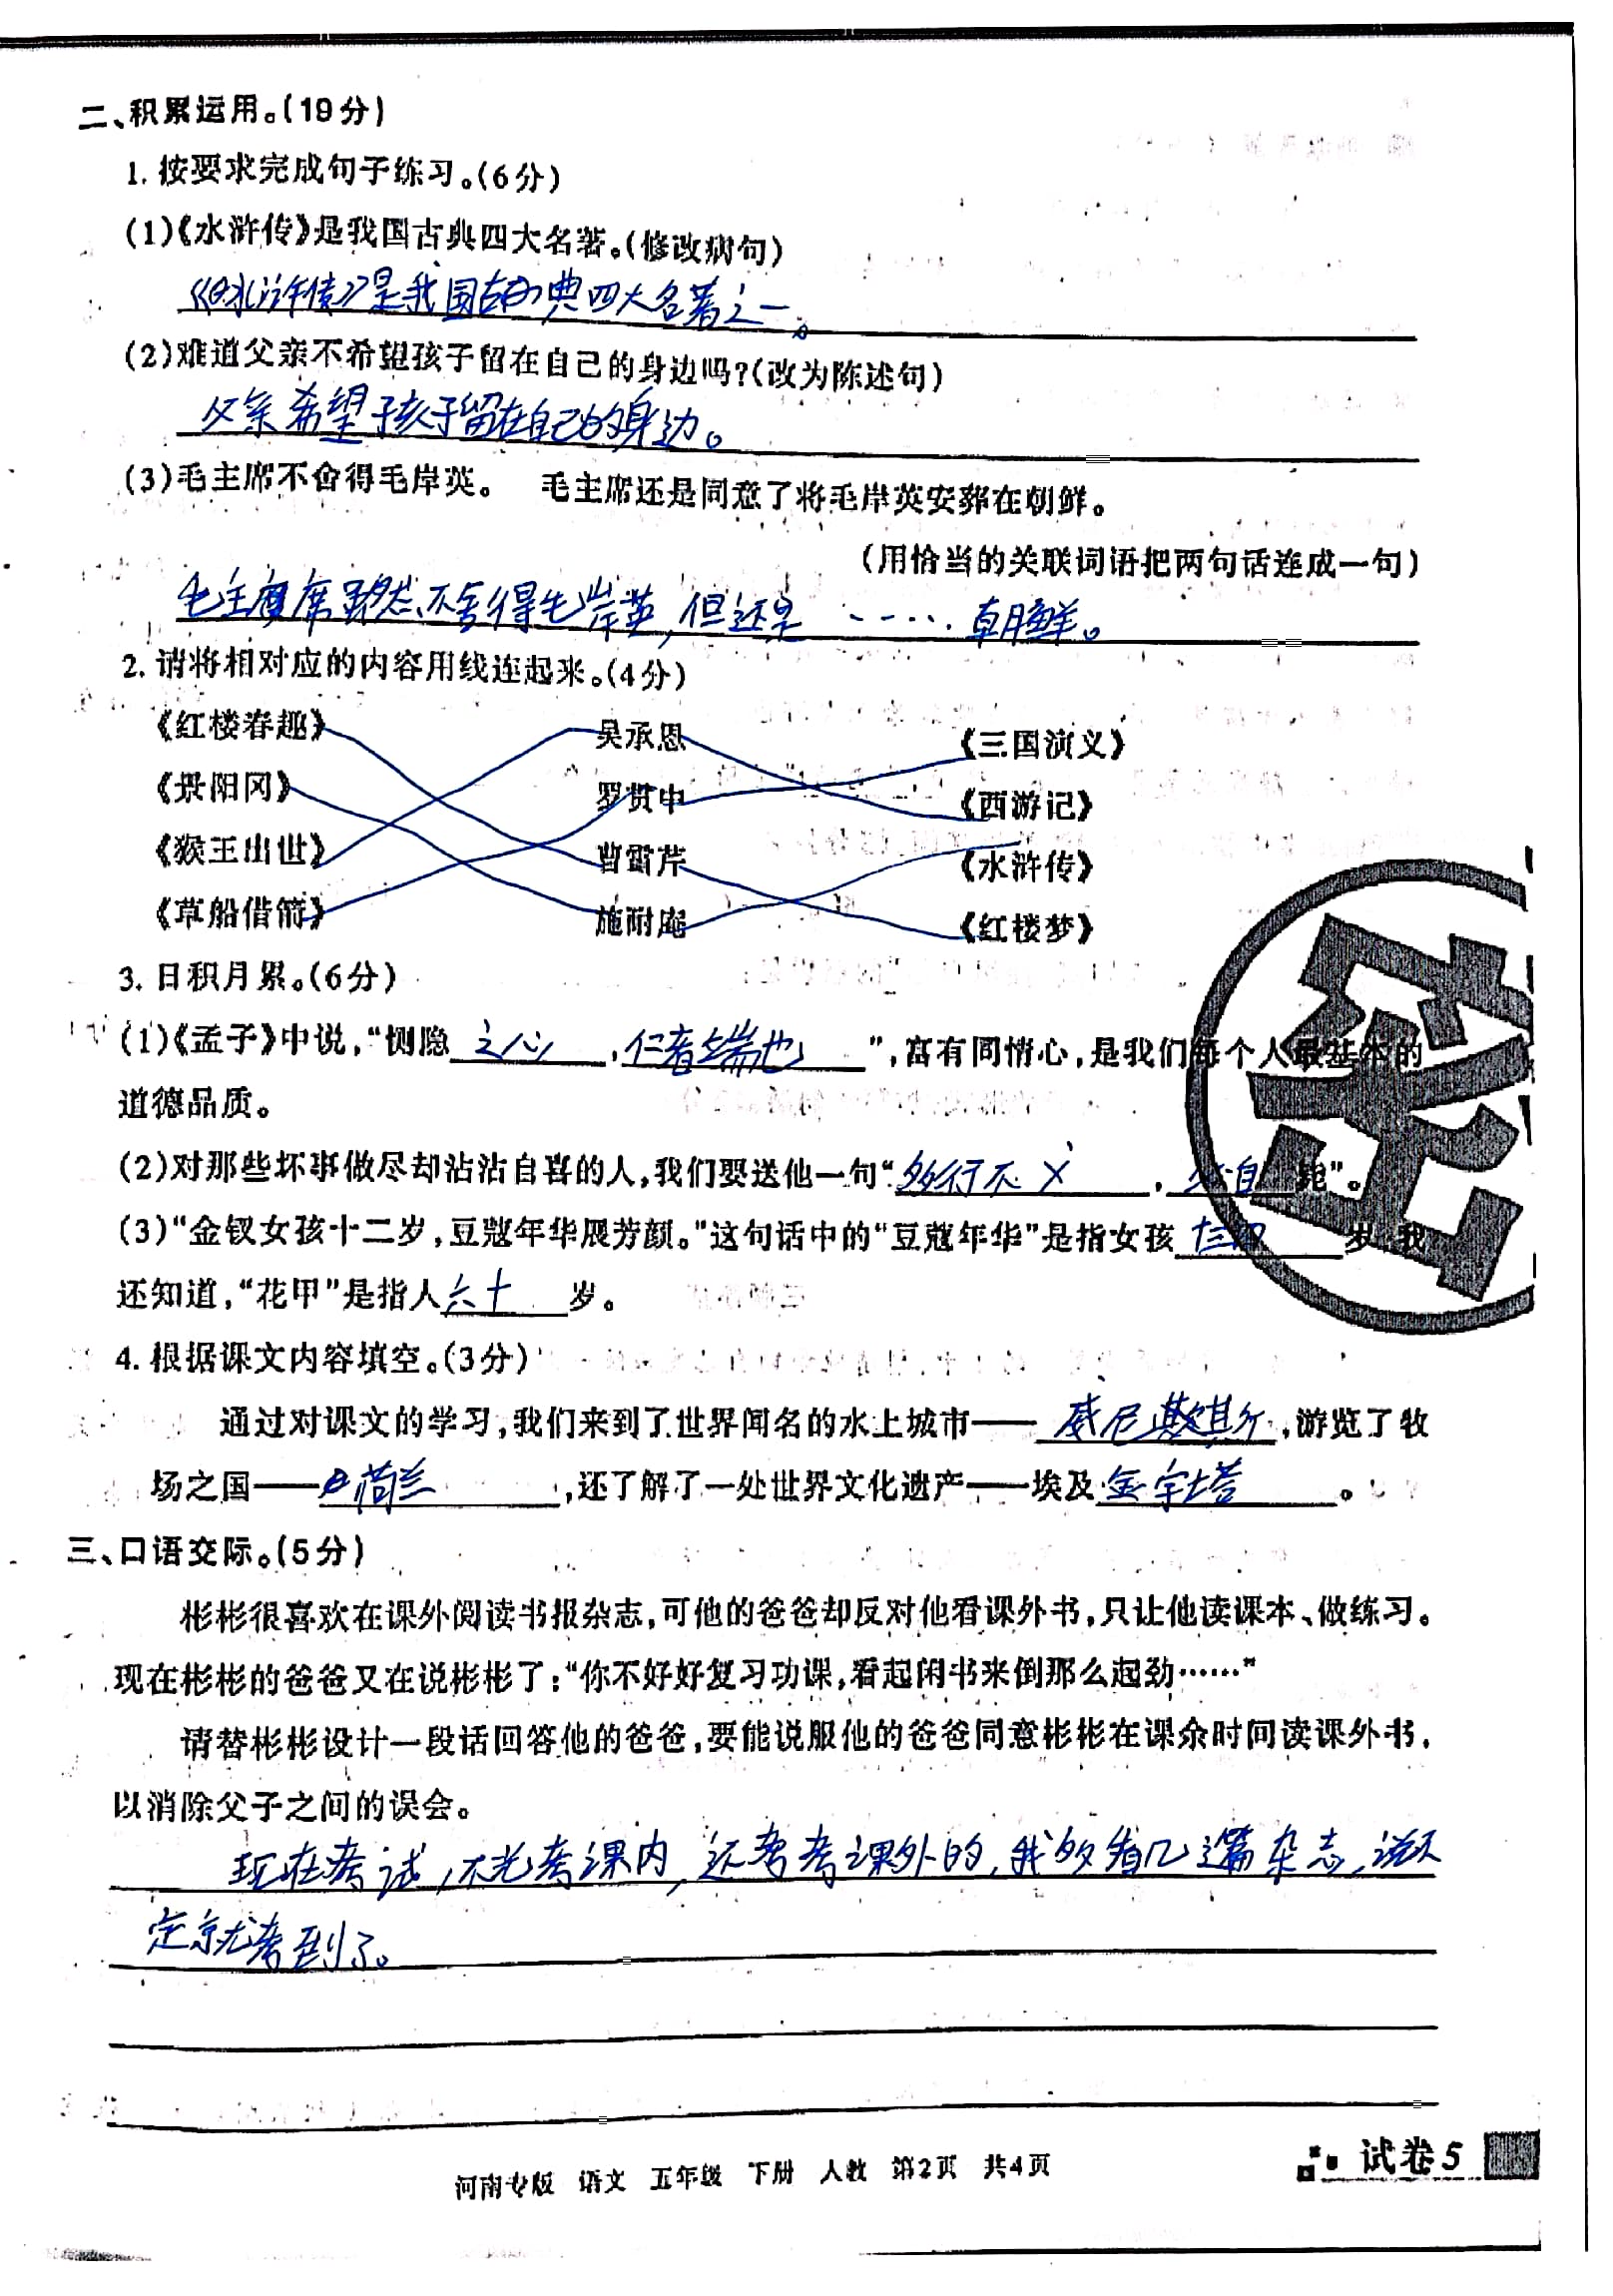 二、积累运用。(19分)
1. 按要求完成句子练习。(6分)
(1)《水浒传》是我国古典四大名著。(修改病句)
《水浒传》是我国古典四大名著之一。
(2)难道父亲不希望孩子留在自己的身边吗?(改为陈述句)
父亲希望孩子留在自己的身边。
(3)毛主席不舍得毛岸英。 毛主席还是同意了将毛岸英安葬在朝鲜。
(用恰当的关联词语把两句话连成一句)
毛主席虽然不舍得毛岸英,但还是……朝鲜。
2. 请将相对应的内容用线连起来。(4分)
《红楼春趣》 吴承恩 《三国演义》
《景阳冈》 罗贯中 《西游记》
《猴王出世》 曹雪芹 《水浒传》
《草船借箭》 施耐庵 《红楼梦》
3. 日积月累。(6分)
(1)《孟子》中说,“恻隐之心,仁者之端也”,富有同情心,是我们每个人最基本的
道德品质。
(2)对那些坏事做尽却沾沾自喜的人,我们要送他一句“多行不义,必自毙”。
(3)“金钗女孩十二岁,豆蔻年华展芳颜。”这句话中的“豆蔻年华”是指女孩十三四岁,我
还知道,“花甲”是指人六十岁。
4. 根据课文内容填空。(3分)
通过对课文的学习,我们来到了世界闻名的水上城市——威尼斯,游览了牧
场之国——荷兰,还了解了一处世界文化遗产——埃及金字塔。
三、口语交际。(5分)
彬彬很喜欢在课外阅读书报杂志,可他的爸爸却反对他看课外书,只让他读课本、做练习。
现在彬彬的爸爸又在说彬彬了:“你不好好复习功课,看起闲书来倒那么起劲……”
请替彬彬设计一段话回答他的爸爸,要能说服他的爸爸同意彬彬在课余时间读课外书,
以消除父子之间的误会。
现在考试,不光考课内,还考课外的,我多看几篇杂志,说不
定就考到了。
河南专版 语文 五年级 下册 人教 第2页 共4页
试卷5